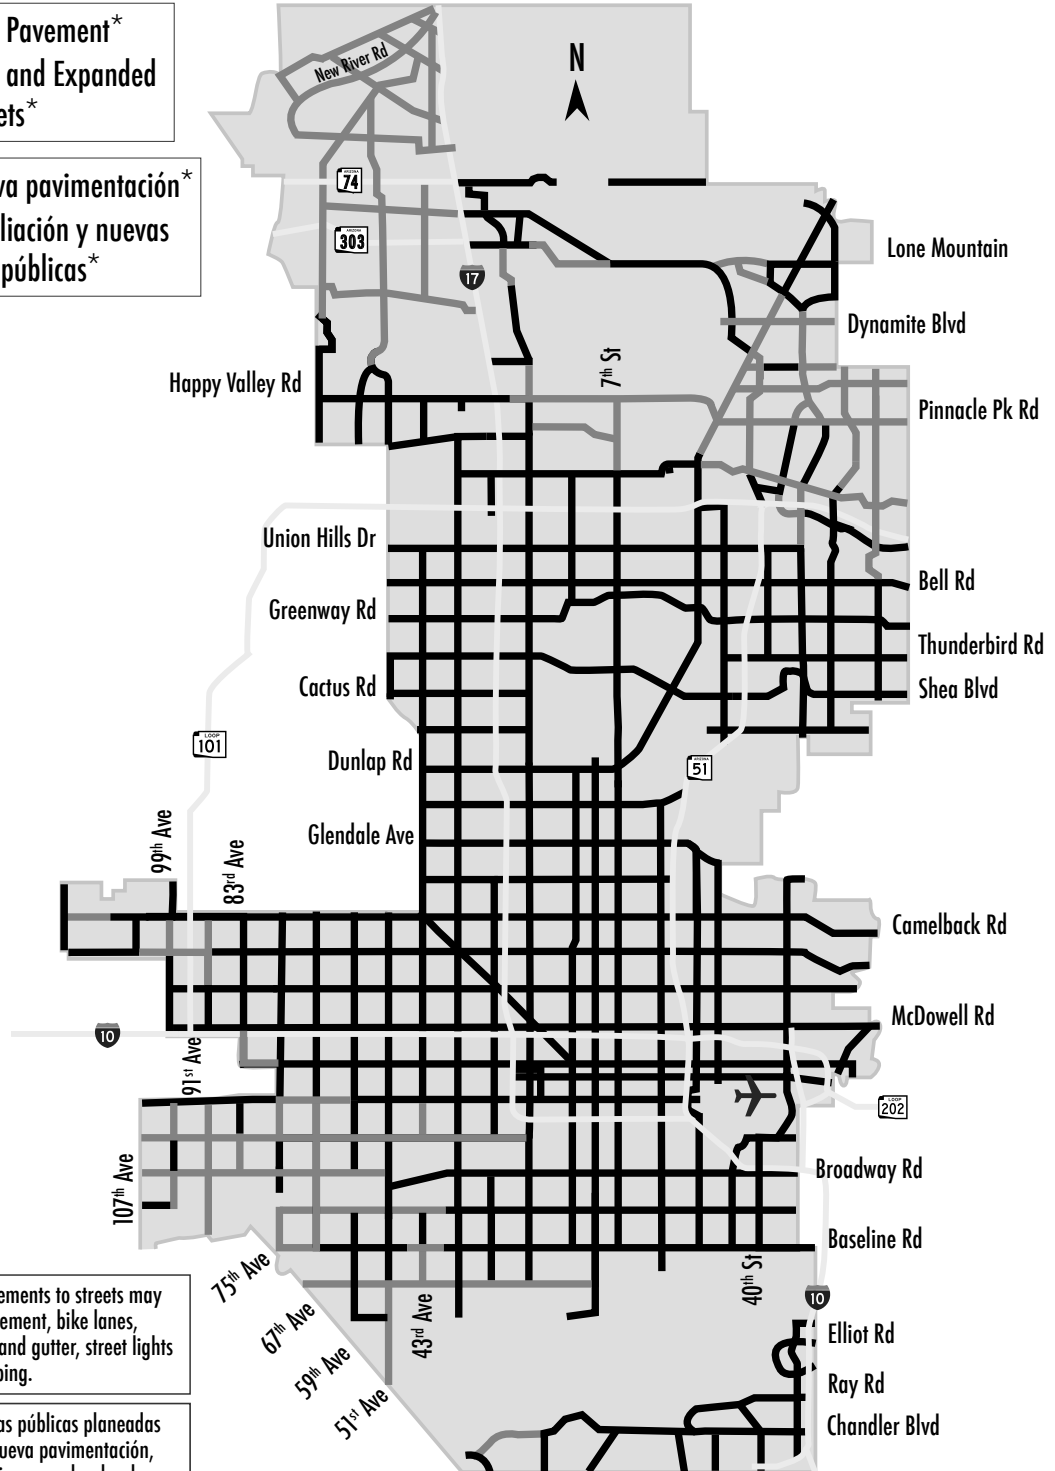 Pavement*
and Expanded
ets*
va pavimentación*
liación y nuevas
públicas*
N
New River Rd
ARIZONA
74
ARIZONA
303
17
Lone Mountain
Dynamite Blvd
7th St
Happy Valley Rd
Pinnacle Pk Rd
Union Hills Dr
Bell Rd
Greenway Rd
Thunderbird Rd
Cactus Rd
Shea Blvd
LOOP
101
Dunlap Rd
ARIZONA
51
99th Ave
Glendale Ave
83rd Ave
Camelback Rd
McDowell Rd
10
91st Ave
LOOP
202
107th Ave
Broadway Rd
Baseline Rd
75th Ave
40th St
67th Ave
43rd Ave
10
59th Ave
Elliot Rd
51st Ave
Ray Rd
Chandler Blvd
ements to streets may
ement, bike lanes,
and gutter, street lights
ping.
as públicas planeadas
ueva pavimentación,